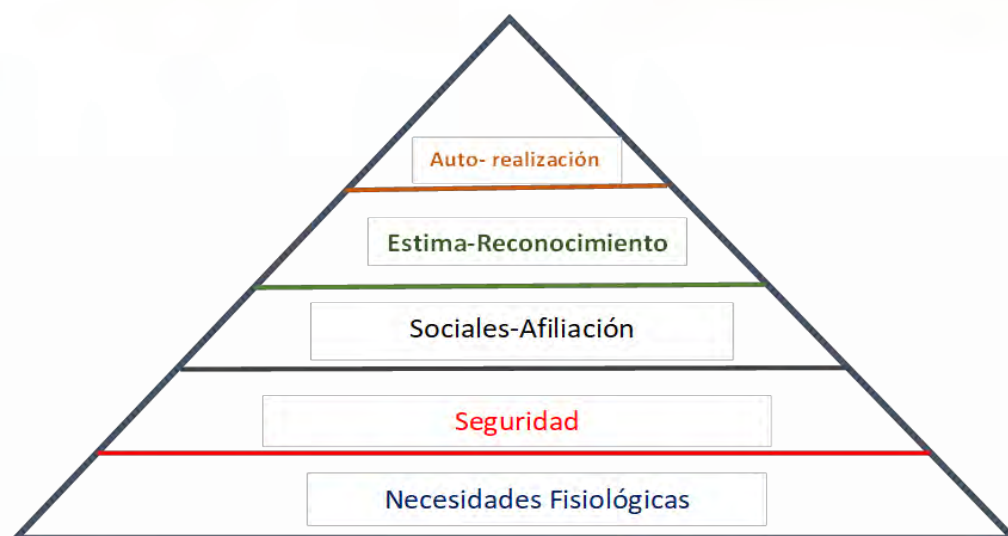 Auto- realización
Estima-Reconocimiento
Sociales-Afiliación
Seguridad
Necesidades Fisiológicas